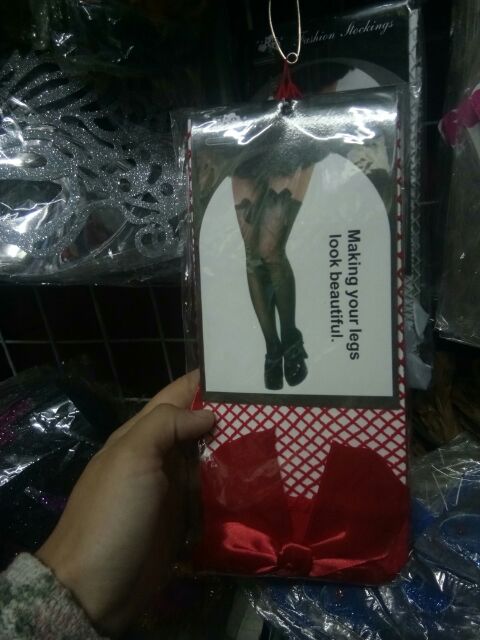 Fashion Stockings
Making your legs
look beautiful.